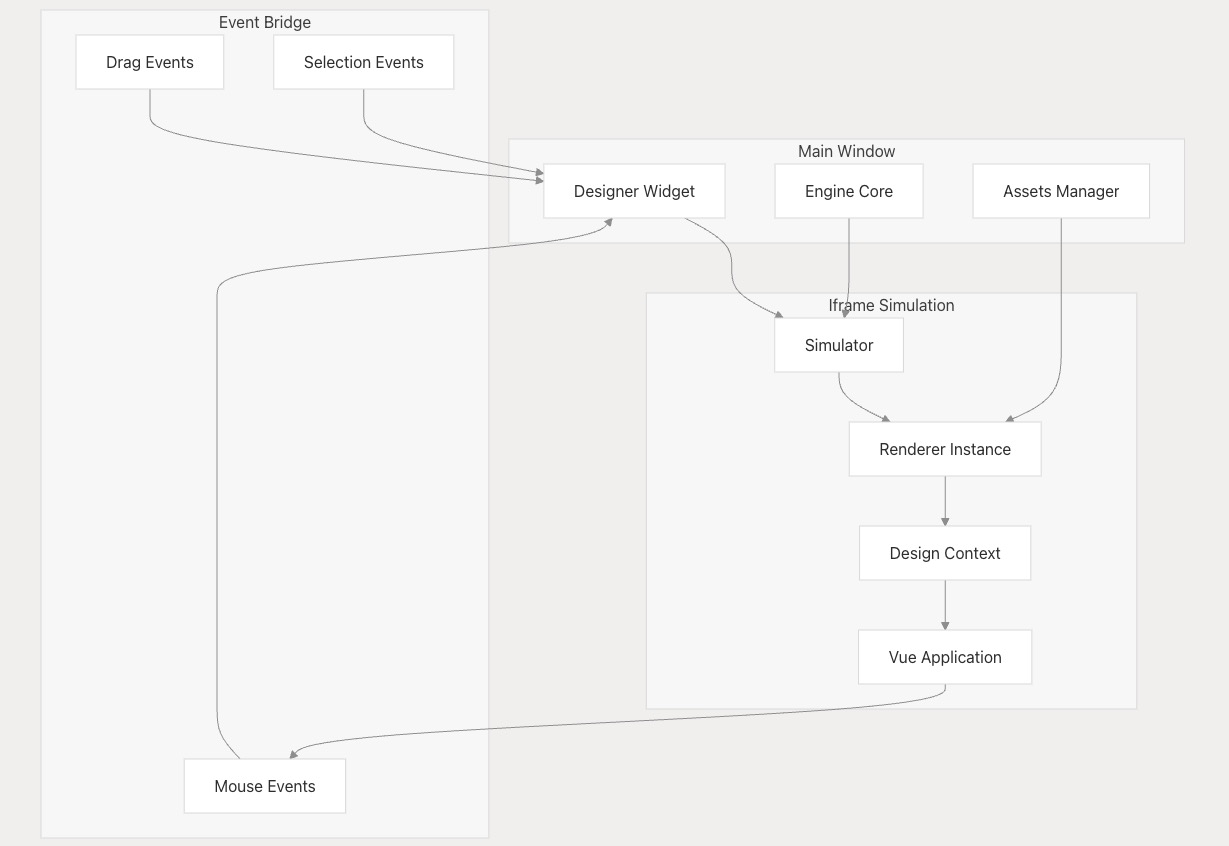 Event Bridge
Drag Events
Selection Events
Main Window
Designer Widget
Engine Core
Assets Manager
Iframe Simulation
Simulator
Renderer Instance
Design Context
Vue Application
Mouse Events